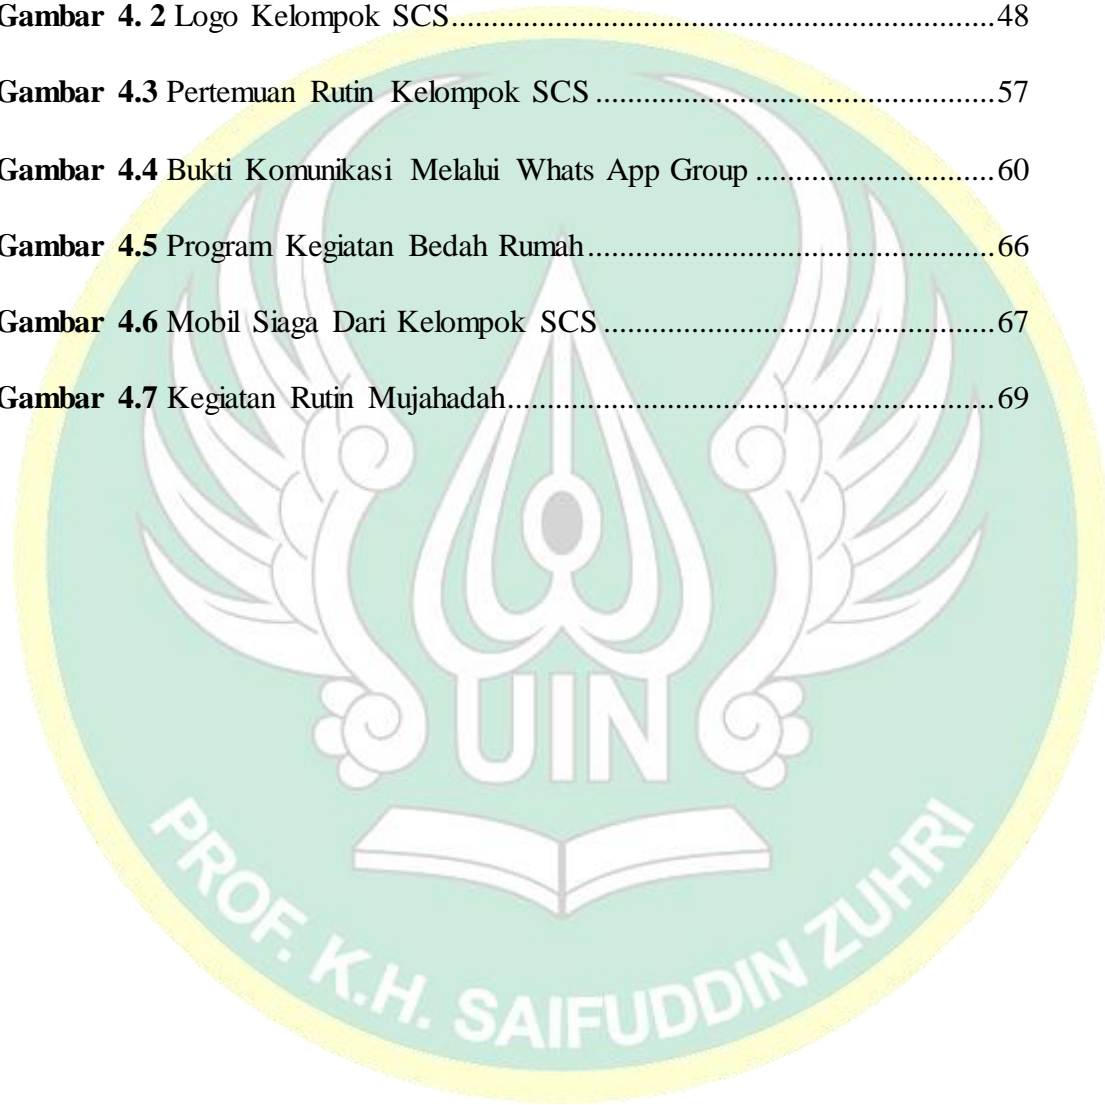 Gambar 4. 2 Logo Kelompok SCS....................................................................48
Gambar 4.3 Pertemuan Rutin Kelompok SCS ..................................................57
Gambar 4.4 Bukti Komunikasi Melalui Whats App Group ..............................60
Gambar 4.5 Program Kegiatan Bedah Rumah...................................................66
Gambar 4.6 Mobil Siaga Dari Kelompok SCS .................................................67
Gambar 4.7 Kegiatan Rutin Mujahadah.............................................................69
UIN
PROF. K.H. SAIFUDDIN ZUHRI